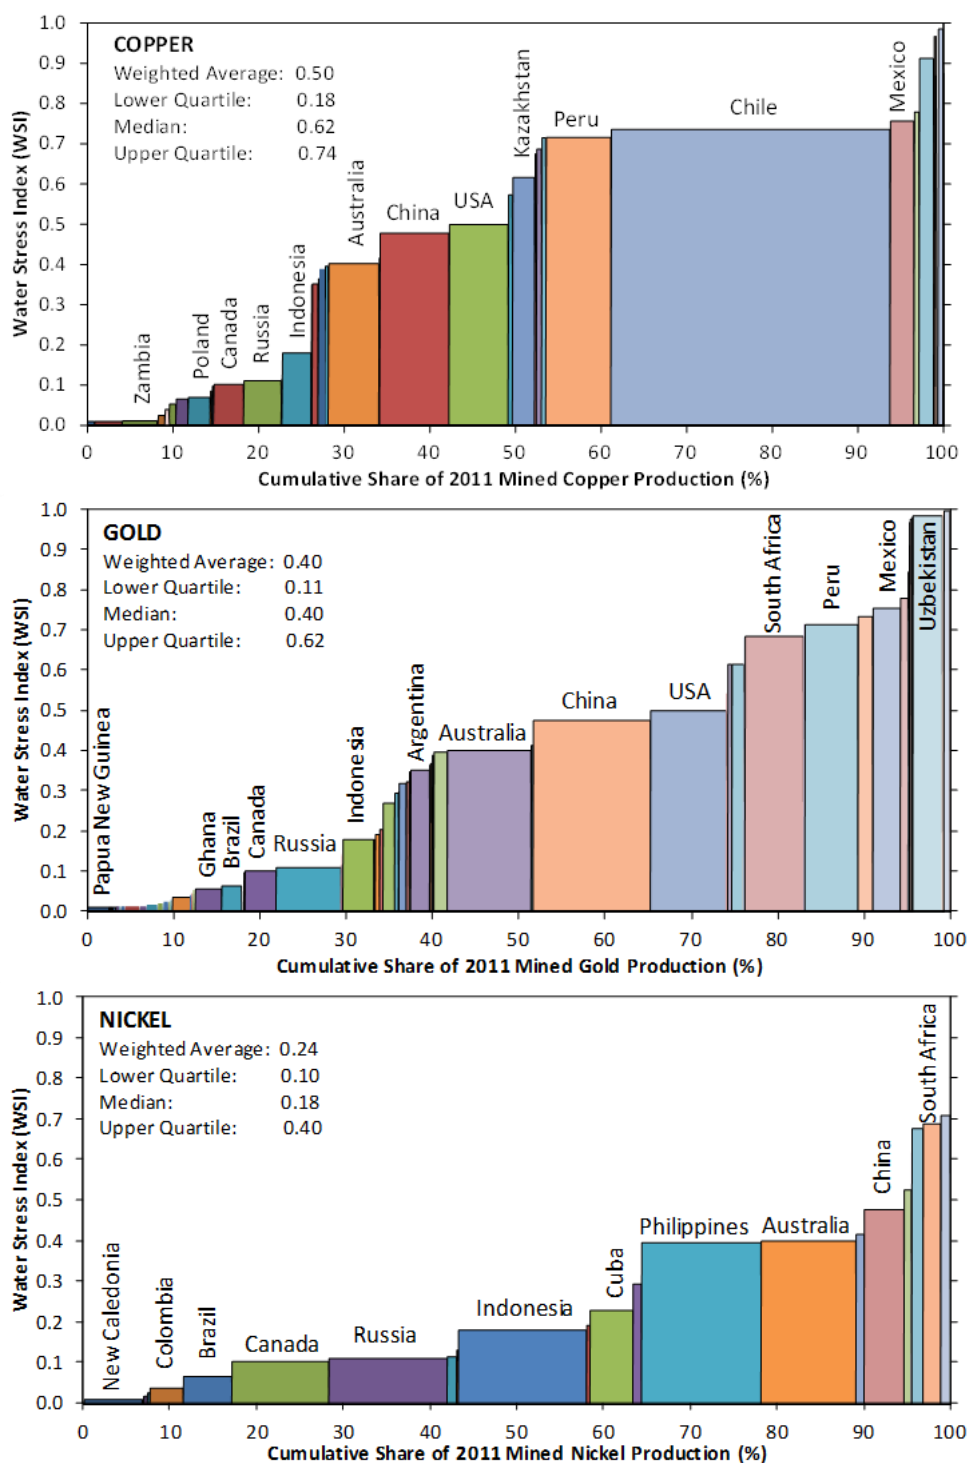 COPPER
Weighted Average: 0.50
Lower Quartile: 0.18
Median: 0.62
Upper Quartile: 0.74
Water Stress Index (WSI)
1.0
0.9
0.8
0.7
0.6
0.5
0.4
0.3
0.2
0.1
0.0
Zambia
Poland
Canada
Russia
Indonesia
Australia
China
USA
Kazakhstan
Peru
Chile
Mexico
0 10 20 30 40 50 60 70 80 90 100
Cumulative Share of 2011 Mined Copper Production (%)
GOLD
Weighted Average: 0.40
Lower Quartile: 0.11
Median: 0.40
Upper Quartile: 0.62
Water Stress Index (WSI)
1.0
0.9
0.8
0.7
0.6
0.5
0.4
0.3
0.2
0.1
0.0
Papua New Guinea
Ghana
Brazil
Canada
Russia
Indonesia
Argentina
Australia
China
USA
South Africa
Peru
Mexico
Uzbekistan
0 10 20 30 40 50 60 70 80 90 100
Cumulative Share of 2011 Mined Gold Production (%)
NICKEL
Weighted Average: 0.24
Lower Quartile: 0.10
Median: 0.18
Upper Quartile: 0.40
Water Stress Index (WSI)
1.0
0.9
0.8
0.7
0.6
0.5
0.4
0.3
0.2
0.1
0.0
New Caledonia
Colombia
Brazil
Canada
Russia
Indonesia
Cuba
Philippines
Australia
China
South Africa
0 10 20 30 40 50 60 70 80 90 100
Cumulative Share of 2011 Mined Nickel Production (%)